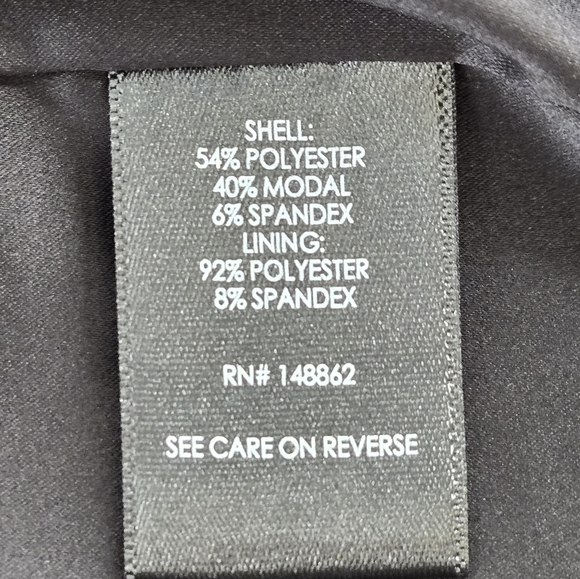 SHELL:
54% POLYESTER
40% MODAL
6% SPANDEX
LINING:
92% POLYESTER
8% SPANDEX
RN# 148862
SEE CARE ON REVERSE